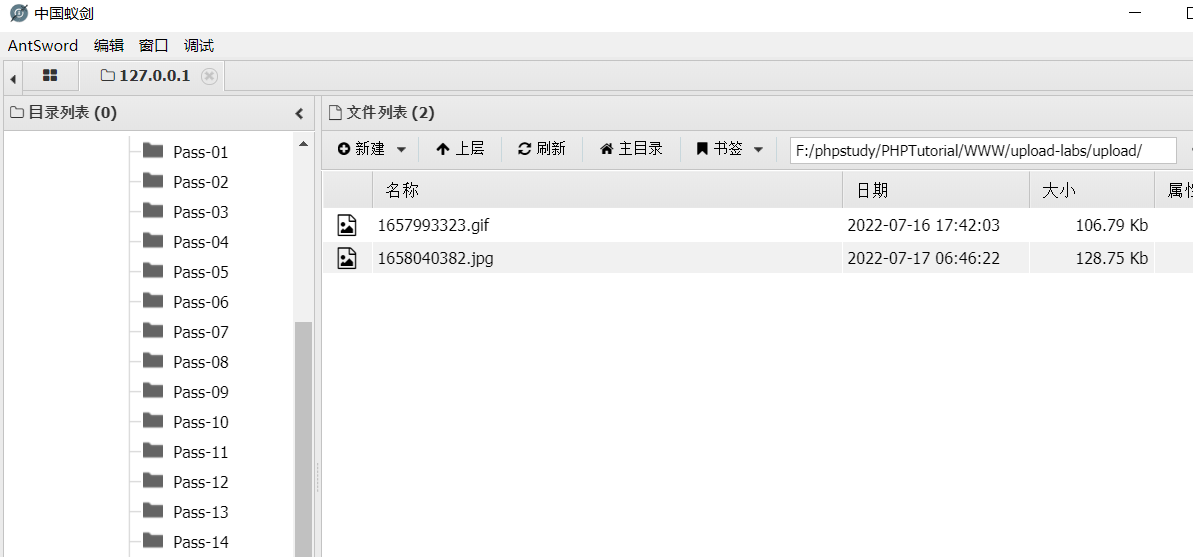 中国蚁剑
AntSword 编辑 窗口 调试
127.0.0.1
目录列表 (0)
文件列表 (2)
新建 上层 刷新 主目录 书签 F:/phpstudy/PHPTutorial/WWW/upload-labs/upload/
名称 日期 大小 属性
1657993323.gif 2022-07-16 17:42:03 106.79 Kb
1658040382.jpg 2022-07-17 06:46:22 128.75 Kb
Pass-01
Pass-02
Pass-03
Pass-04
Pass-05
Pass-06
Pass-07
Pass-08
Pass-09
Pass-10
Pass-11
Pass-12
Pass-13
Pass-14